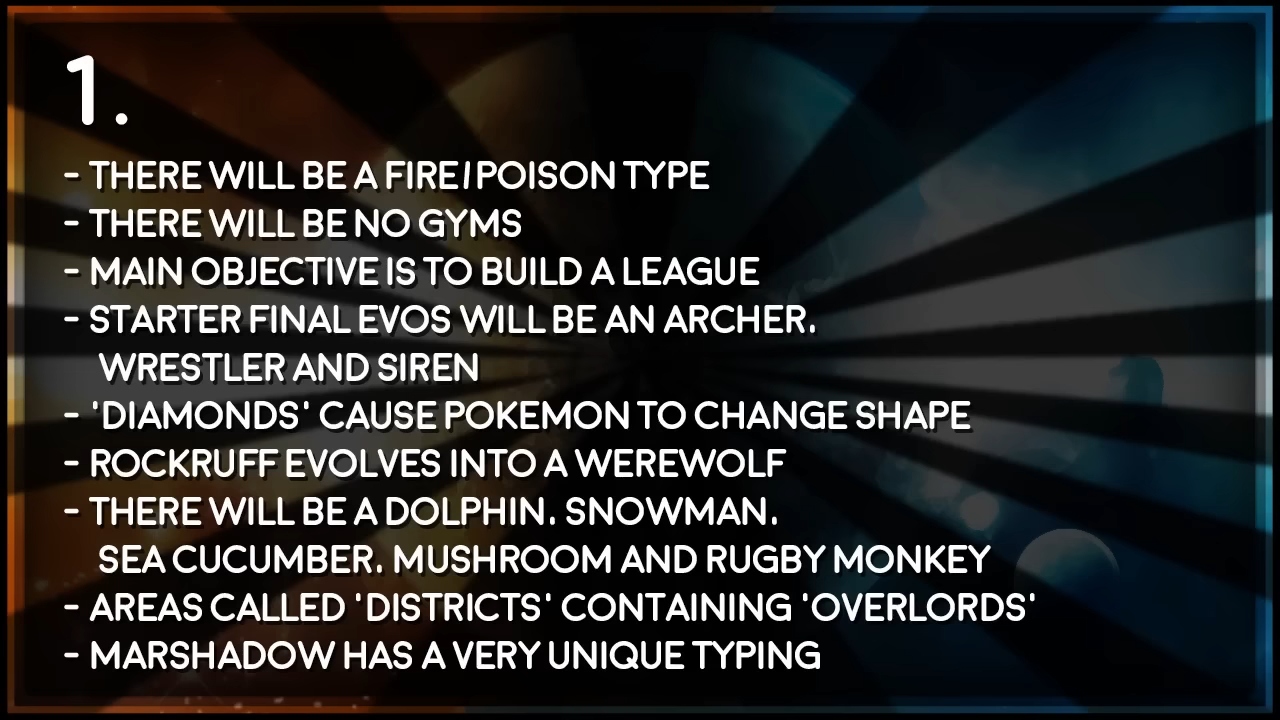 1.
- THERE WILL BE A FIRE/POISON TYPE
- THERE WILL BE NO GYMS
- MAIN OBJECTIVE IS TO BUILD A LEAGUE
- STARTER FINAL EVOS WILL BE AN ARCHER.
WRESTLER AND SIREN
- 'DIAMONDS' CAUSE POKEMON TO CHANGE SHAPE
- ROCKRUFF EVOLVES INTO A WEREWOLF
- THERE WILL BE A DOLPHIN. SNOWMAN.
SEA CUCUMBER. MUSHROOM AND RUGBY MONKEY
- AREAS CALLED 'DISTRICTS' CONTAINING 'OVERLORDS'
- MARSHADOW HAS A VERY UNIQUE TYPING